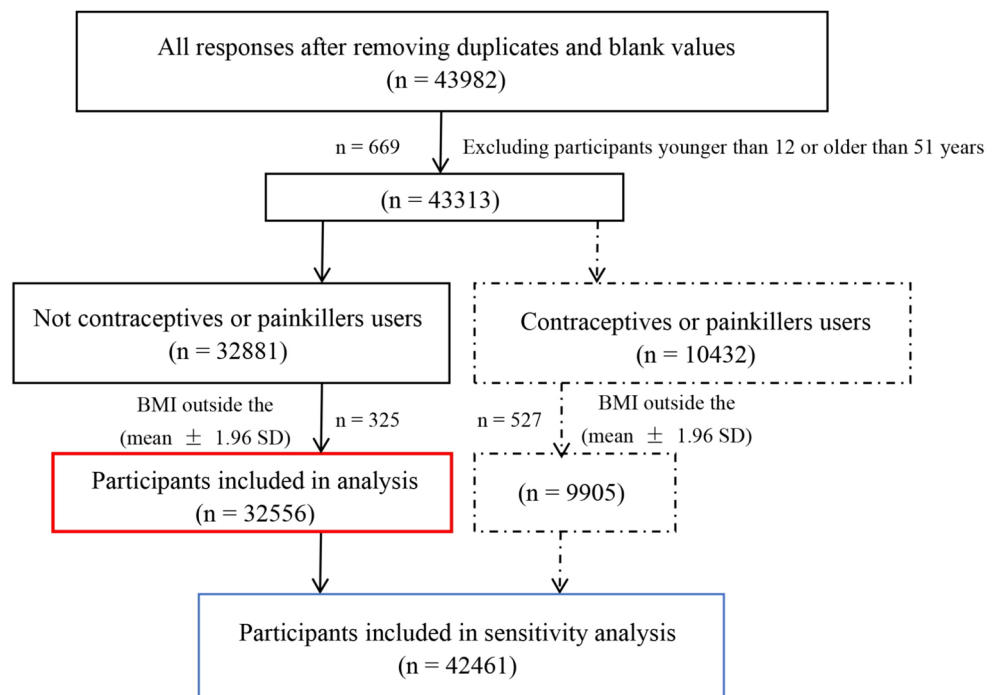 All responses after removing duplicates and blank values
(n = 43982)
n = 669
Excluding participants younger than 12 or older than 51 years
(n = 43313)
Not contraceptives or painkillers users
(n = 32881)
Contraceptives or painkillers users
(n = 10432)
BMI outside the
(mean ± 1.96 SD)
n = 325
n = 527
BMI outside the
(mean ± 1.96 SD)
Participants included in analysis
(n = 32556)
(n = 9905)
Participants included in sensitivity analysis
(n = 42461)